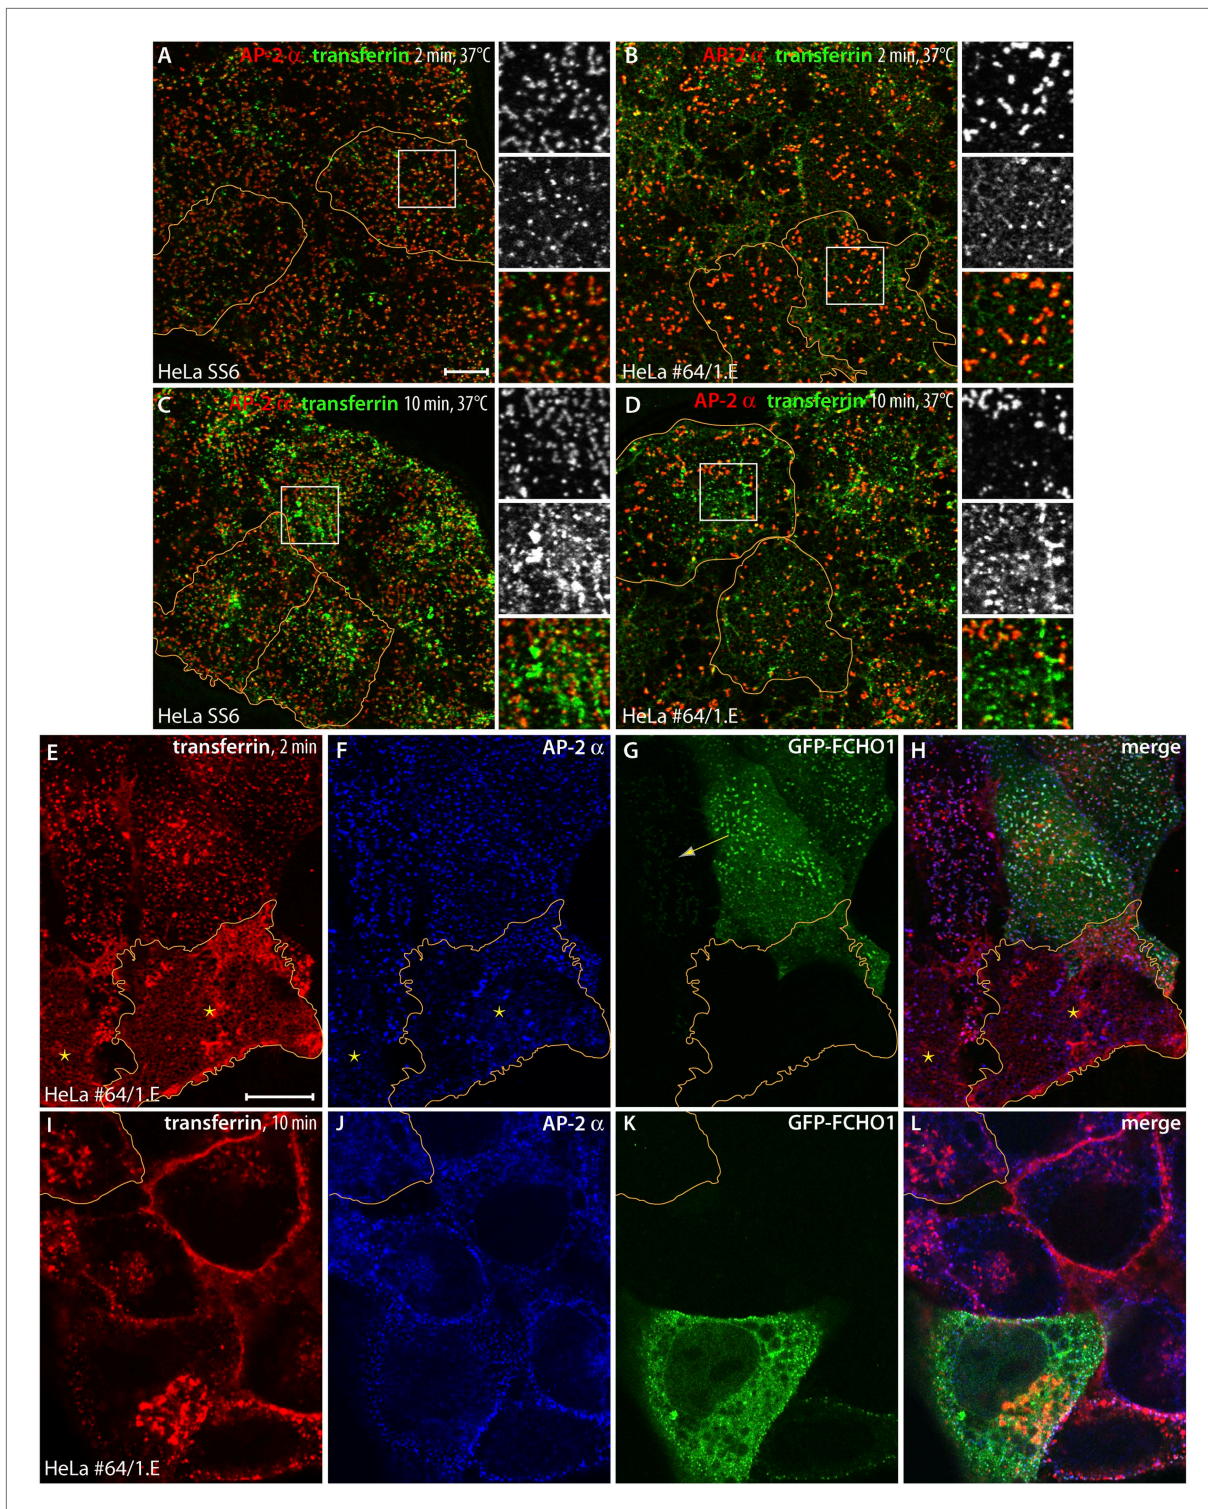 A AP-2 α transferrin 2 min, 37°C
HeLa SS6
B AP-2 α transferrin 2 min, 37°C
HeLa #64/1.E
C AP-2 α transferrin 10 min, 37°C
HeLa SS6
D AP-2 α transferrin 10 min, 37°C
HeLa #64/1.E
E transferrin, 2 min
HeLa #64/1.E
F AP-2 α
G GFP-FCHO1
H merge
I transferrin, 10 min
HeLa #64/1.E
J AP-2 α
K GFP-FCHO1
L merge